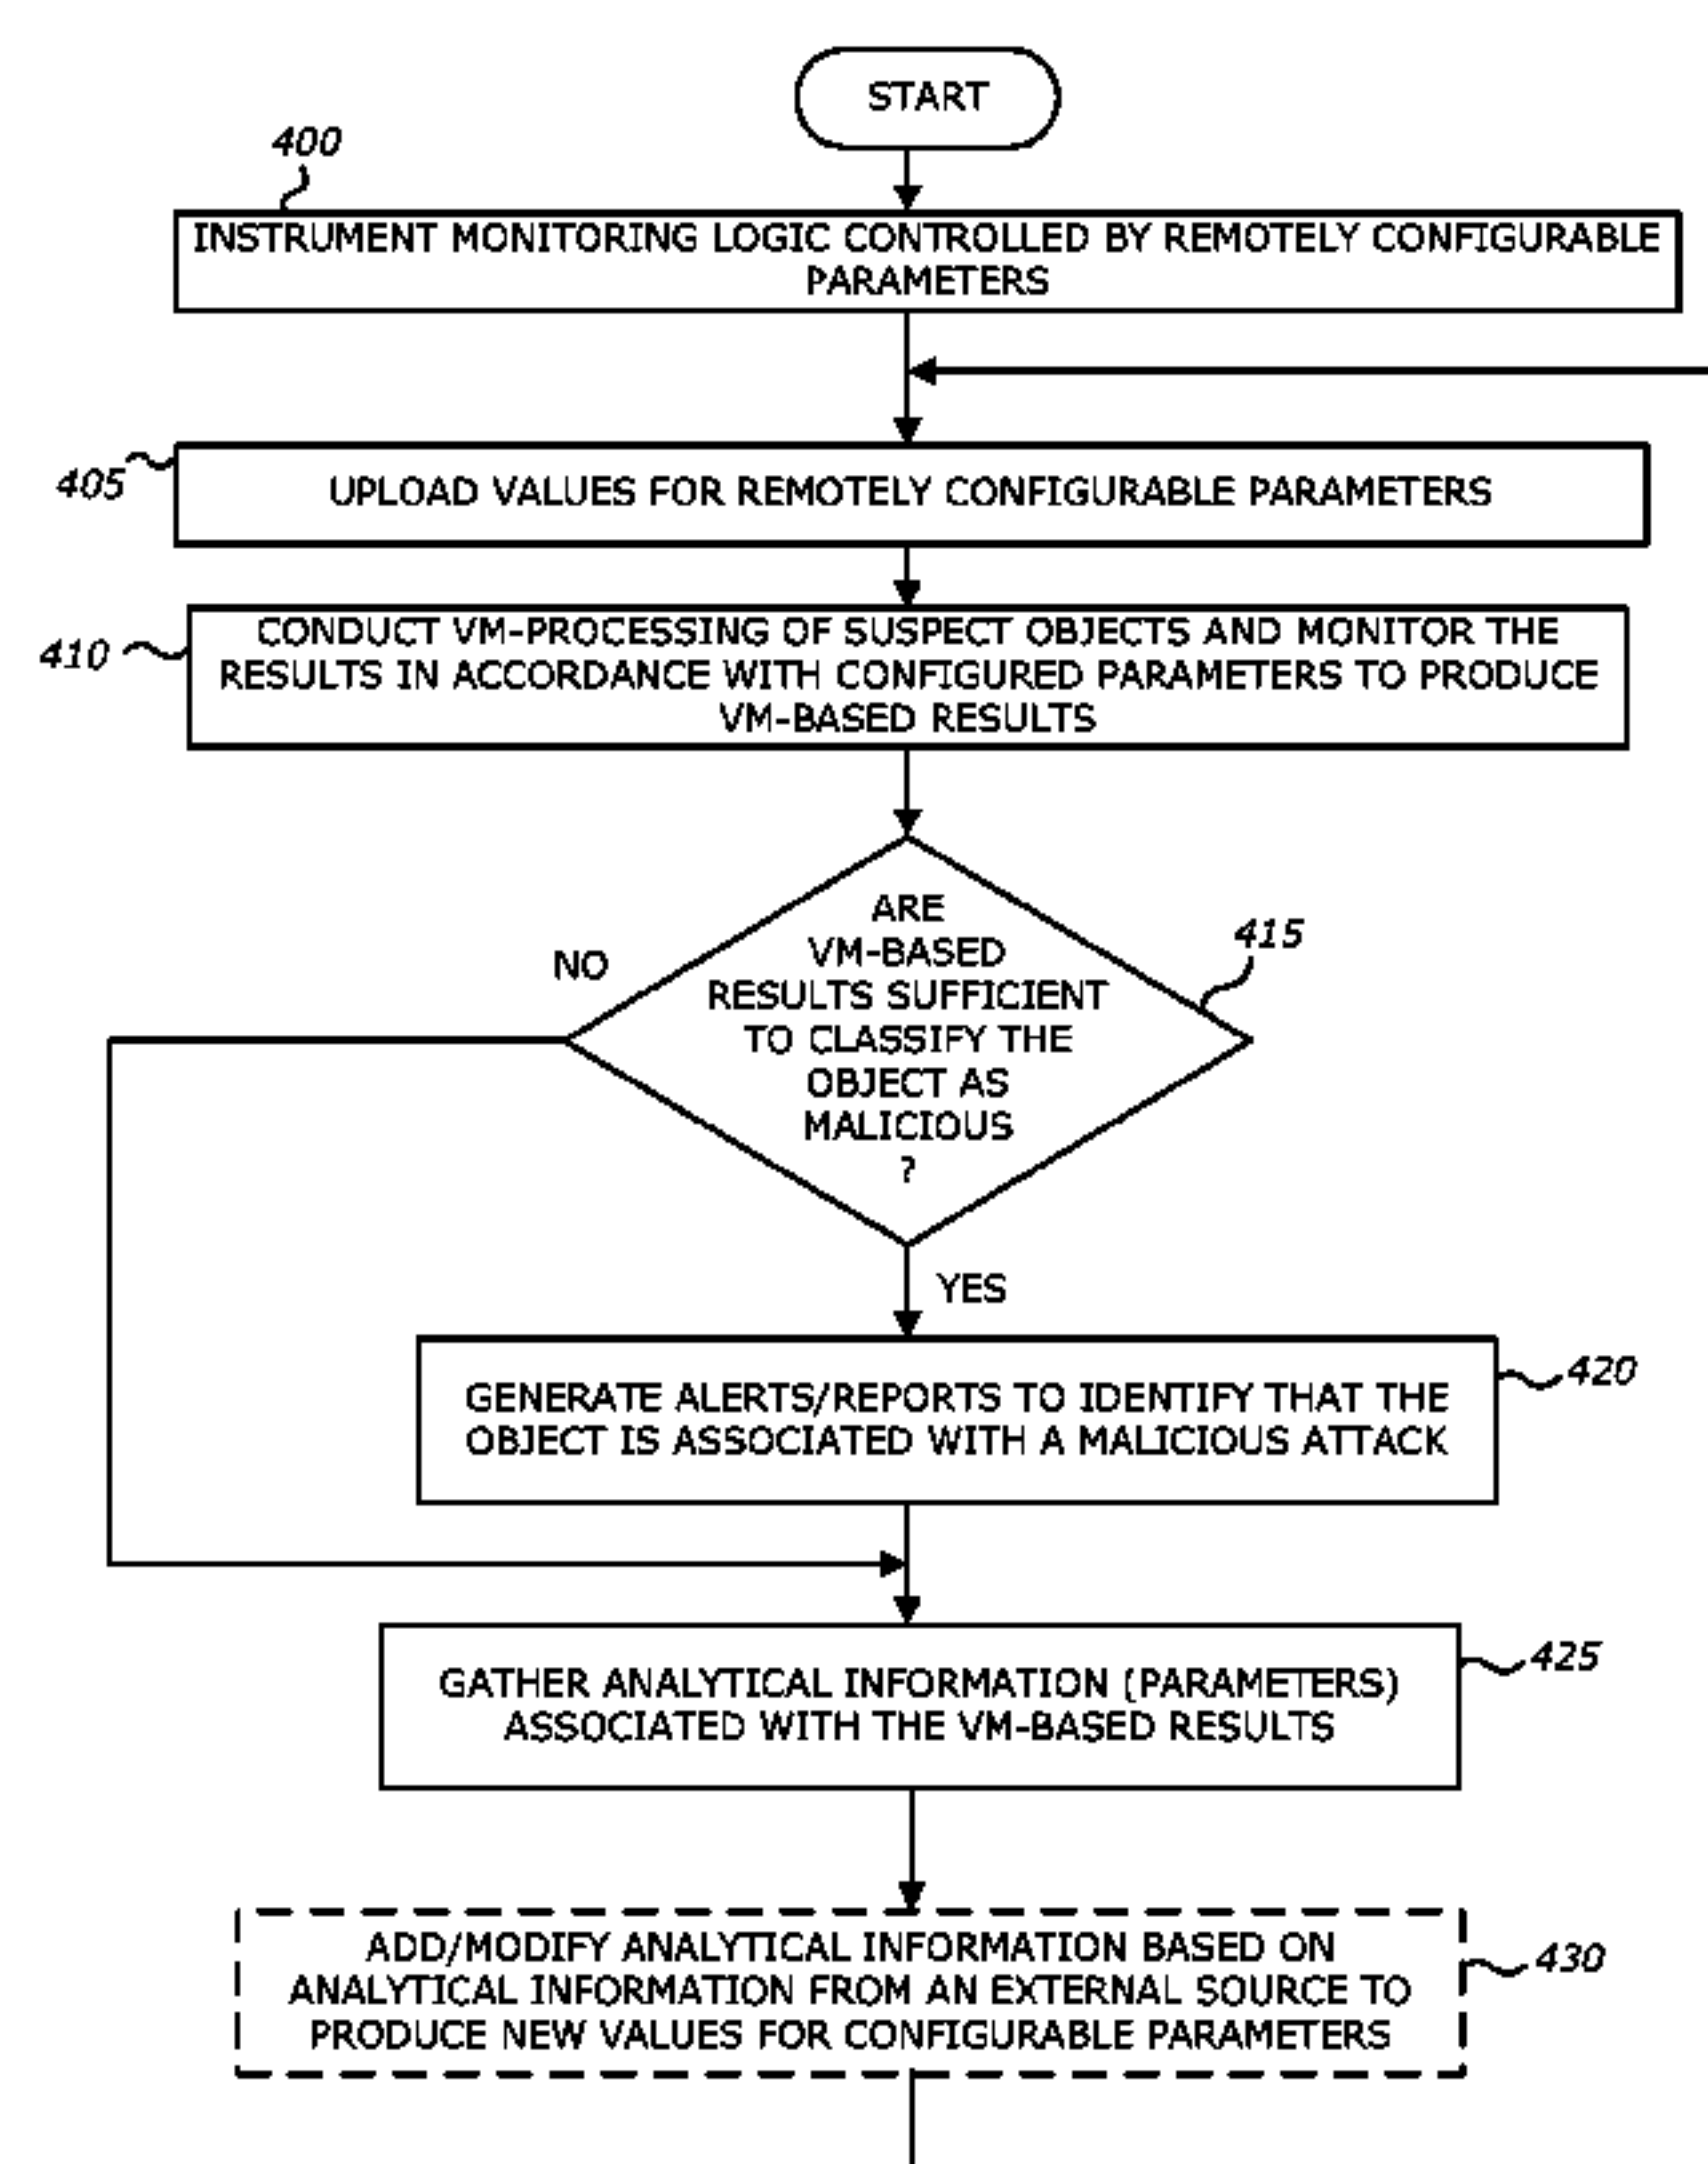 START
400
INSTRUMENT MONITORING LOGIC CONTROLLED BY REMOTELY CONFIGURABLE
PARAMETERS
405
UPLOAD VALUES FOR REMOTELY CONFIGURABLE PARAMETERS
410
CONDUCT VM-PROCESSING OF SUSPECT OBJECTS AND MONITOR THE
RESULTS IN ACCORDANCE WITH CONFIGURED PARAMETERS TO PRODUCE
VM-BASED RESULTS
415
ARE
VM-BASED
RESULTS SUFFICIENT
TO CLASSIFY THE
OBJECT AS
MALICIOUS
?
NO
YES
420
GENERATE ALERTS/REPORTS TO IDENTIFY THAT THE
OBJECT IS ASSOCIATED WITH A MALICIOUS ATTACK
425
GATHER ANALYTICAL INFORMATION (PARAMETERS)
ASSOCIATED WITH THE VM-BASED RESULTS
430
ADD/MODIFY ANALYTICAL INFORMATION BASED ON
ANALYTICAL INFORMATION FROM AN EXTERNAL SOURCE TO
PRODUCE NEW VALUES FOR CONFIGURABLE PARAMETERS